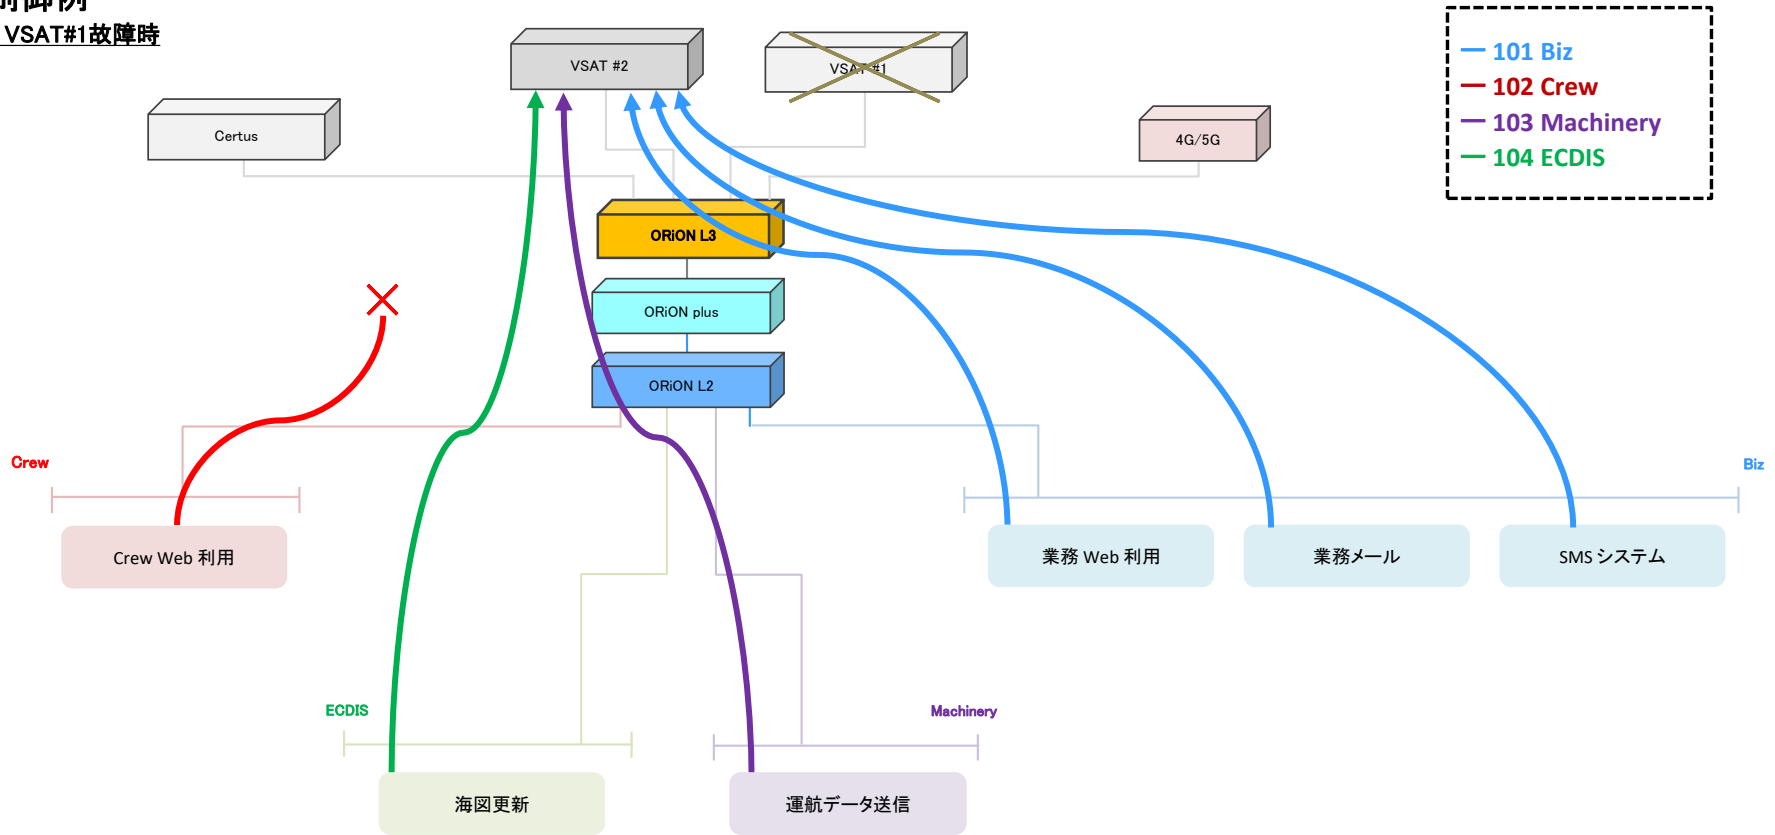 VSAT#1故障時
VSAT #2
VSAT #1
Certus
4G/5G
101 Biz
102 Crew
103 Machinery
104 ECDIS
ORiON L3
ORiON plus
ORiON L2
Crew
Biz
Crew Web 利用
業務 Web 利用
業務メール
SMS システム
ECDIS
Machinery
海図更新
運航データ送信